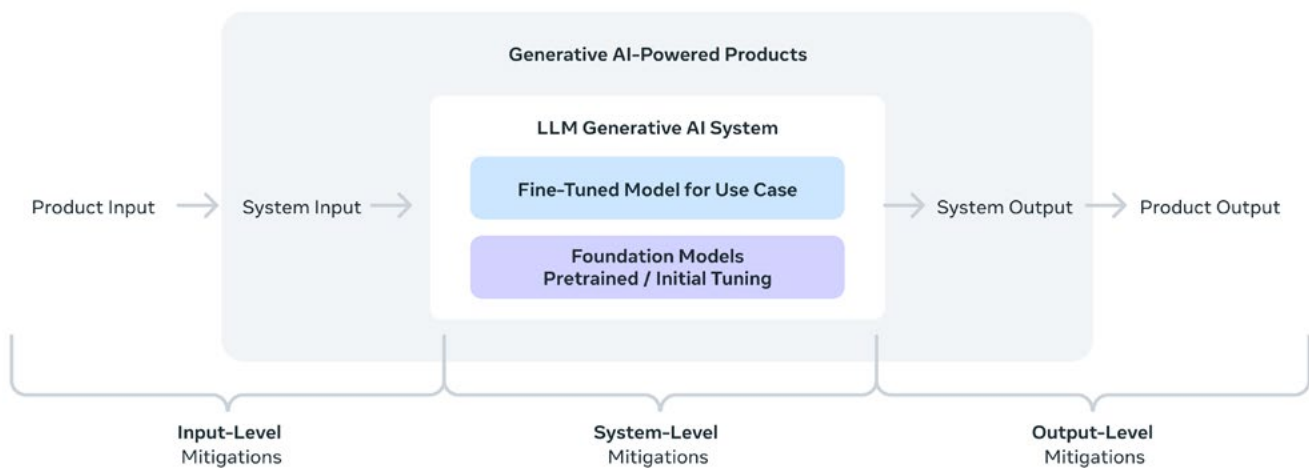 Generative AI-Powered Products
LLM Generative AI System
Fine-Tuned Model for Use Case
Product Input
System Input
System Output
Product Output
Foundation Models
Pretrained / Initial Tuning
Input-Level
Mitigations
System-Level
Mitigations
Output-Level
Mitigations